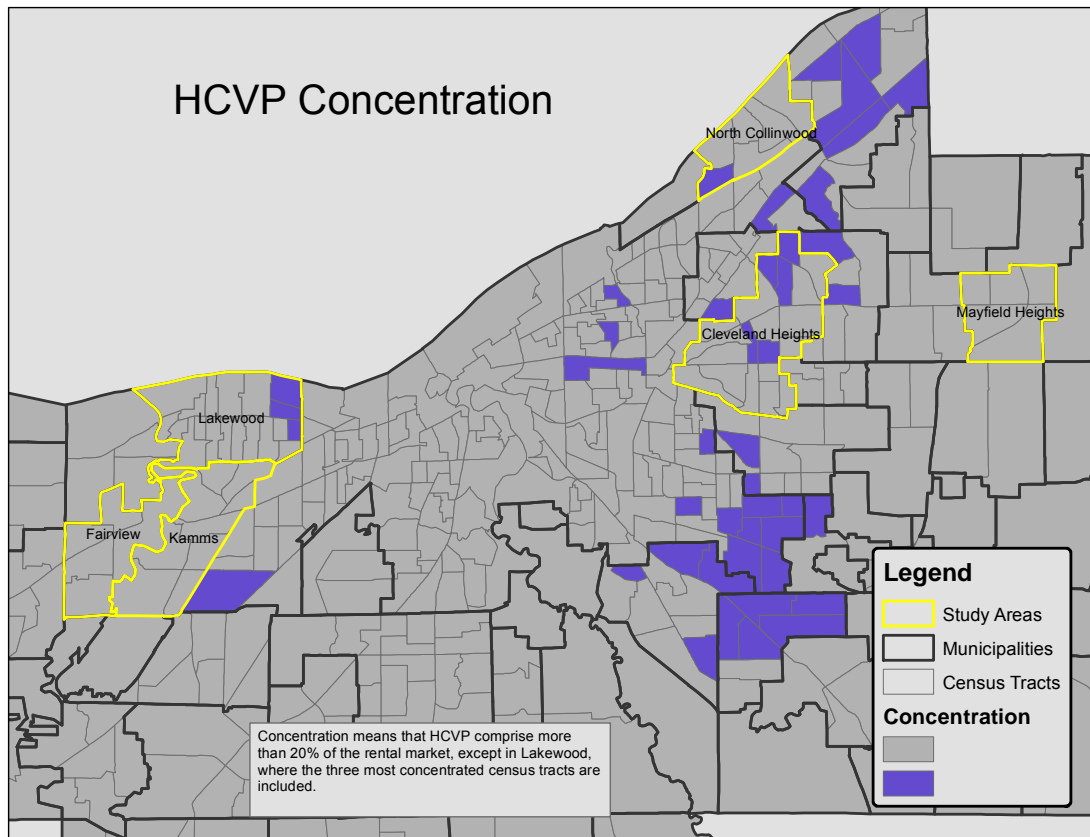 HCVP Concentration
North Collinwood
Mayfield Heights
Cleveland Heights
Lakewood
Fairview
Kamms
Legend
Study Areas
Municipalities
Census Tracts
Concentration
Concentration means that HCVP comprise more
than 20% of the rental market, except in Lakewood,
where the three most concentrated census tracts are
included.